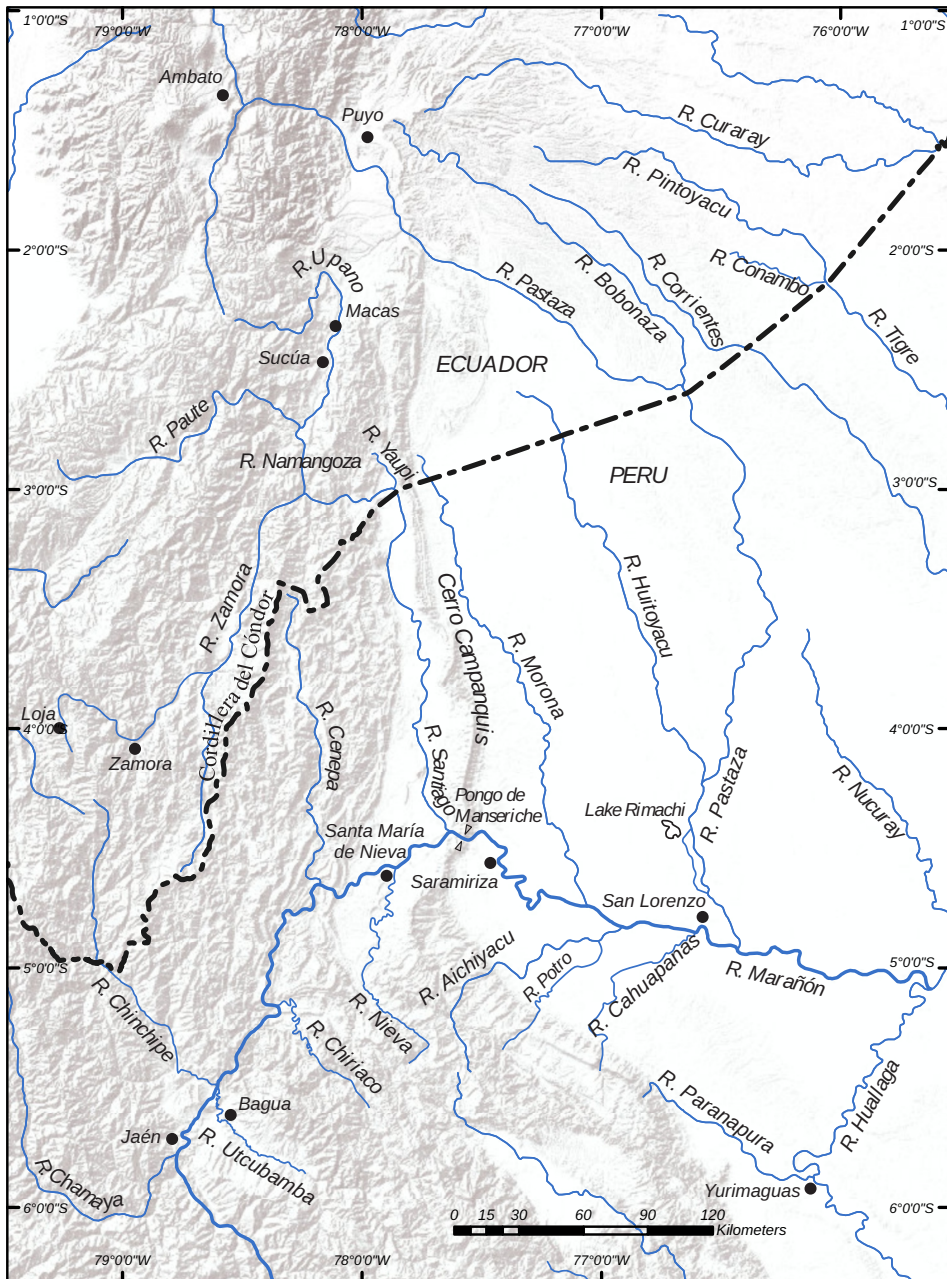 1°0'0"S
79°0'0"W
78°0'0"W
77°0'0"W
76°0'0"W
1°0'0"S
Ambato
Puyo
R. Curaray
R. Pintoyacu
2°0'0"S
2°0'0"S
R. Upano
R. Conambo
R. Pastaza
R. Bobonaza
R. Corrientes
Macas
R. Tigre
Sucúa
ECUADOR
R. Paute
R. Namangoza
R. Yaupi
PERU
3°0'0"S
3°0'0"S
R. Zamora
Cordillera del Cóndor
Cerro Campanquis
R. Huitoyacu
R. Morona
Loja
4°0'0"S
4°0'0"S
Zamora
R. Cenepa
R. Santiago
R. Pastaza
R. Nucuray
Pongo de
Manseriche
Lake Rimachi
Santa María
de Nieva
Saramiriza
San Lorenzo
5°0'0"S
5°0'0"S
R. Chinchipe
R. Aichiyacu
R. Potro
R. Cahuapanas
R. Marañón
R. Nieva
R. Chiriaco
R. Paranapura
R. Huallaga
Bagua
Jaén
R. Utcubamba
R.Chamaya
Yurimaguas
6°0'0"S
6°0'0"S
0 15 30 60 90 120
Kilometers
79°0'0"W
78°0'0"W
77°0'0"W
76°0'0"W